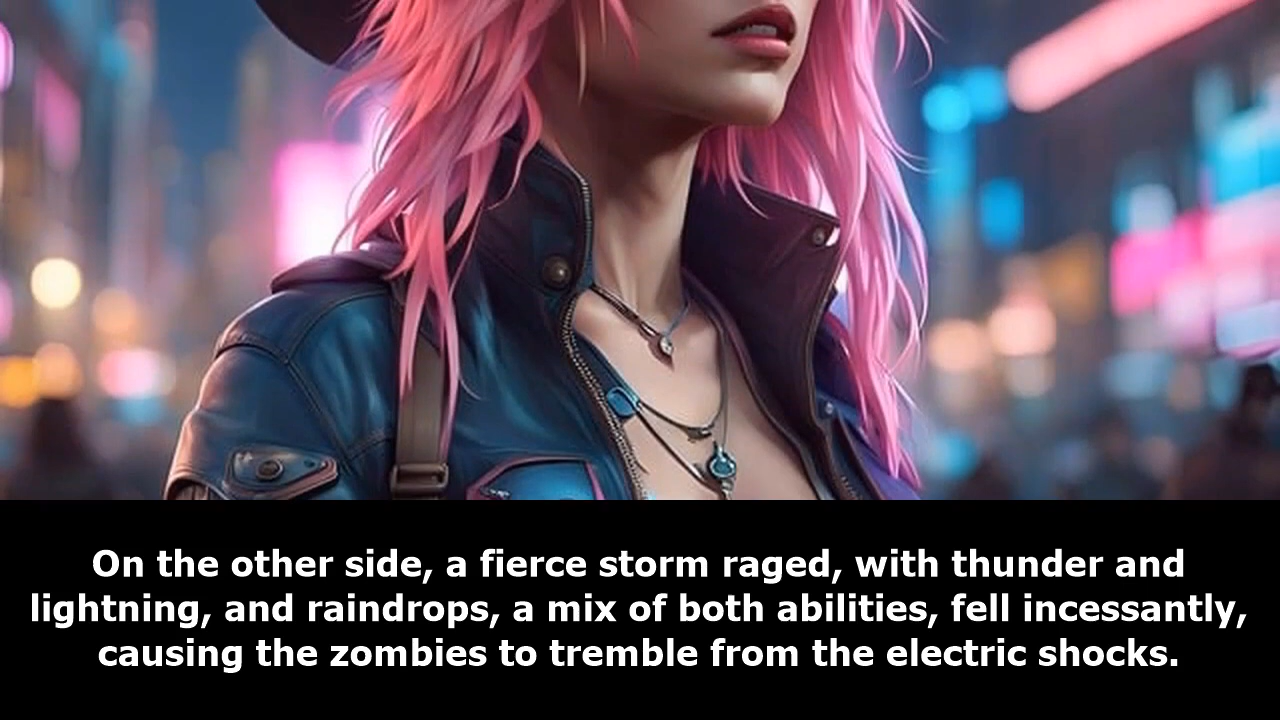 On the other side, a fierce storm raged, with thunder and
lightning, and raindrops, a mix of both abilities, fell incessantly,
causing the zombies to tremble from the electric shocks.